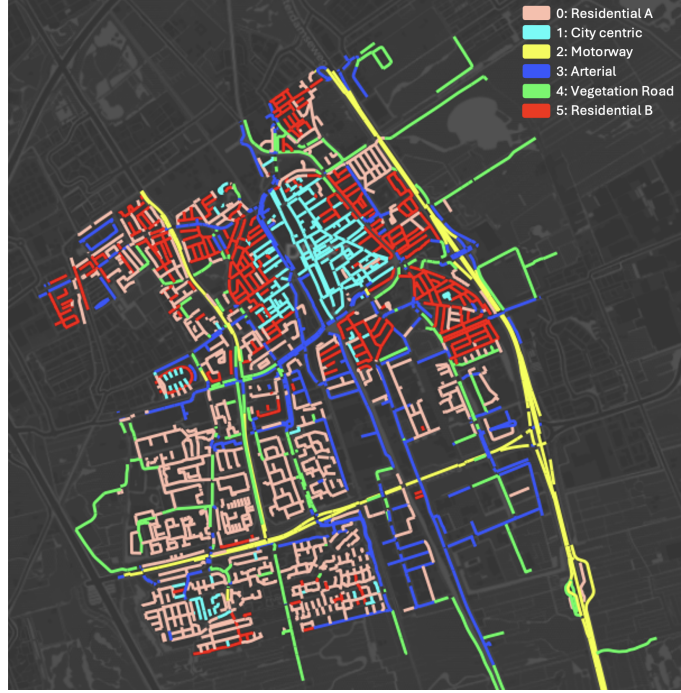 0: Residential A
1: City centric
2: Motorway
3: Arterial
4: Vegetation Road
5: Residential B